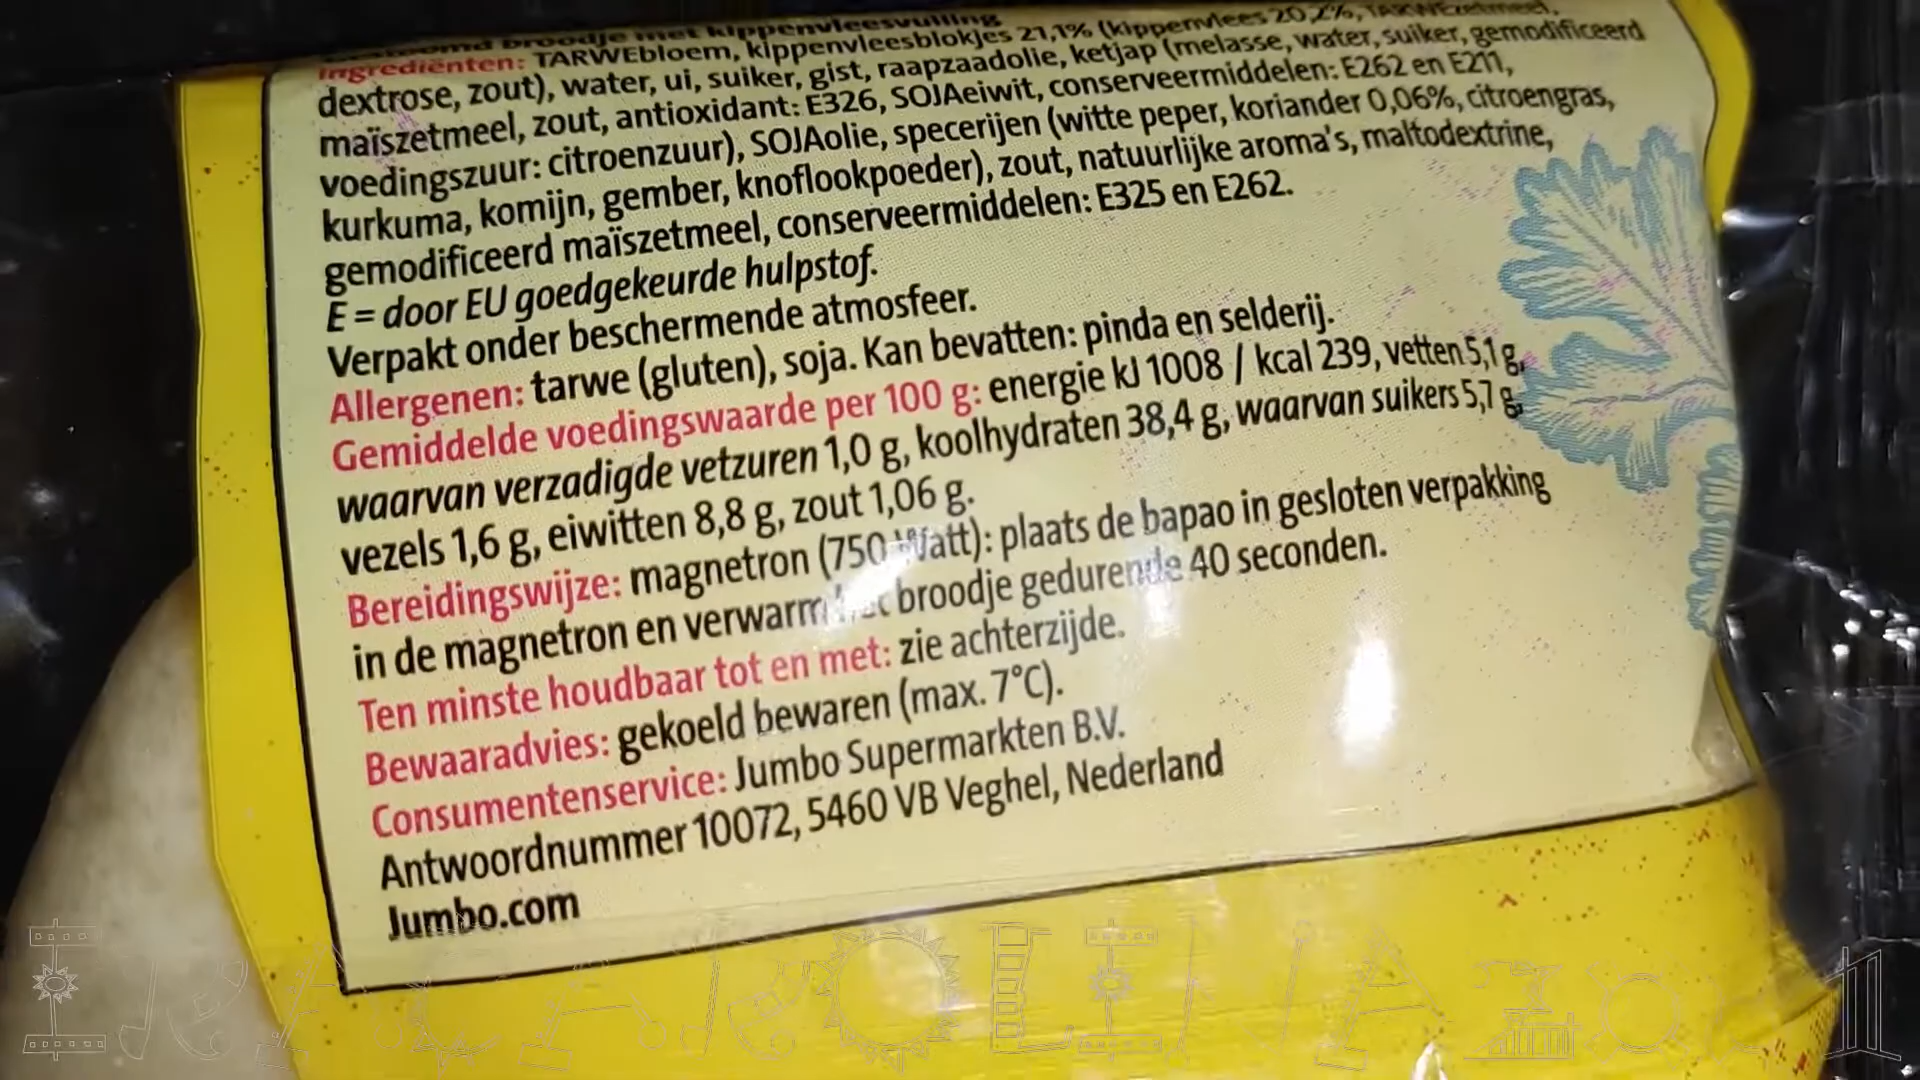 broodje met kippenvleesvulling
Ingrediënten: TARWEbloem, kippenvleesblokjes 21,1% (kippenvlees 20,2%, TARWEzetmeel,
dextrose, zout), water, ui, suiker, gist, raapzaadolie, ketjap (melasse, water, suiker, gemodificeerd
maïszetmeel, zout, antioxidant: E326, SOJAeiwit, conserveermiddelen: E262 en E211,
voedingszuur: citroenzuur), SOJAolie, specerijen (witte peper, koriander 0,06%, citroengras,
kurkuma, komijn, gember, knoflookpoeder), zout, natuurlijke aroma's, maltodextrine,
gemodificeerd maïszetmeel, conserveermiddelen: E325 en E262.
E = door EU goedgekeurde hulpstof.
Verpakt onder beschermende atmosfeer.
Allergenen: tarwe (gluten), soja. Kan bevatten: pinda en selderij.
Gemiddelde voedingswaarde per 100 g: energie kJ 1008 / kcal 239, vetten 5,1 g,
waarvan verzadigde vetzuren 1,0 g, koolhydraten 38,4 g, waarvan suikers 5,7 g,
vezels 1,6 g, eiwitten 8,8 g, zout 1,06 g.
Bereidingswijze: magnetron (750 Watt): plaats de bapao in gesloten verpakking
in de magnetron en verwarm het broodje gedurende 40 seconden.
Ten minste houdbaar tot en met: zie achterzijde.
Bewaaradvies: gekoeld bewaren (max. 7°C).
Consumentenservice: Jumbo Supermarkten B.V.
Antwoordnummer 10072, 5460 VB Veghel, Nederland
Jumbo.com